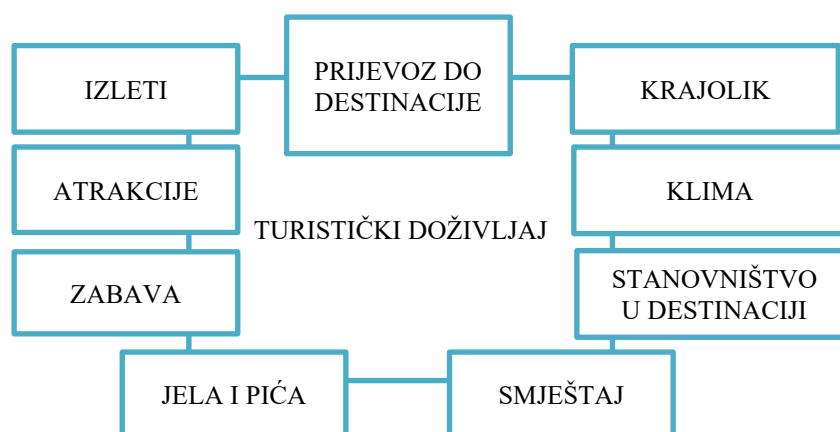 IZLETI
PRIJEVOZ DO
DESTINACIJE
KRAJOLIK
ATRAKCIJE
KLIMA
TURISTIČKI DOŽIVLJAJ
ZABAVA
STANOVNIŠTVO
U DESTINACIJI
JELA I PIĆA
SMJEŠTAJ